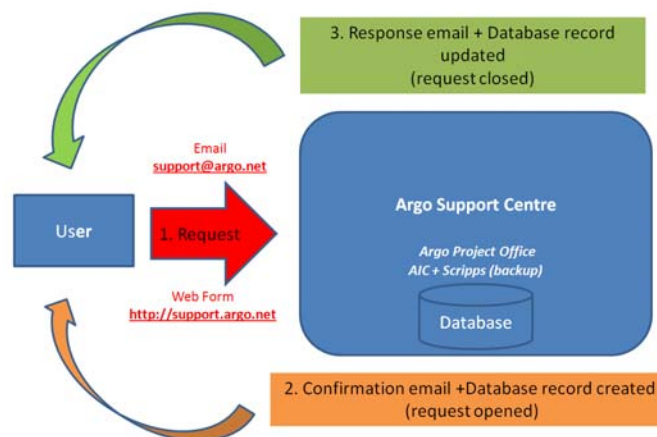 3. Response email + Database record
updated
(request closed)
Email
support@argo.net
User
1. Request
Web Form
http://support.argo.net
Argo Support Centre
Argo Project Office
AIC + Scripps (backup)
Database
2. Confirmation email +Database record created
(request opened)